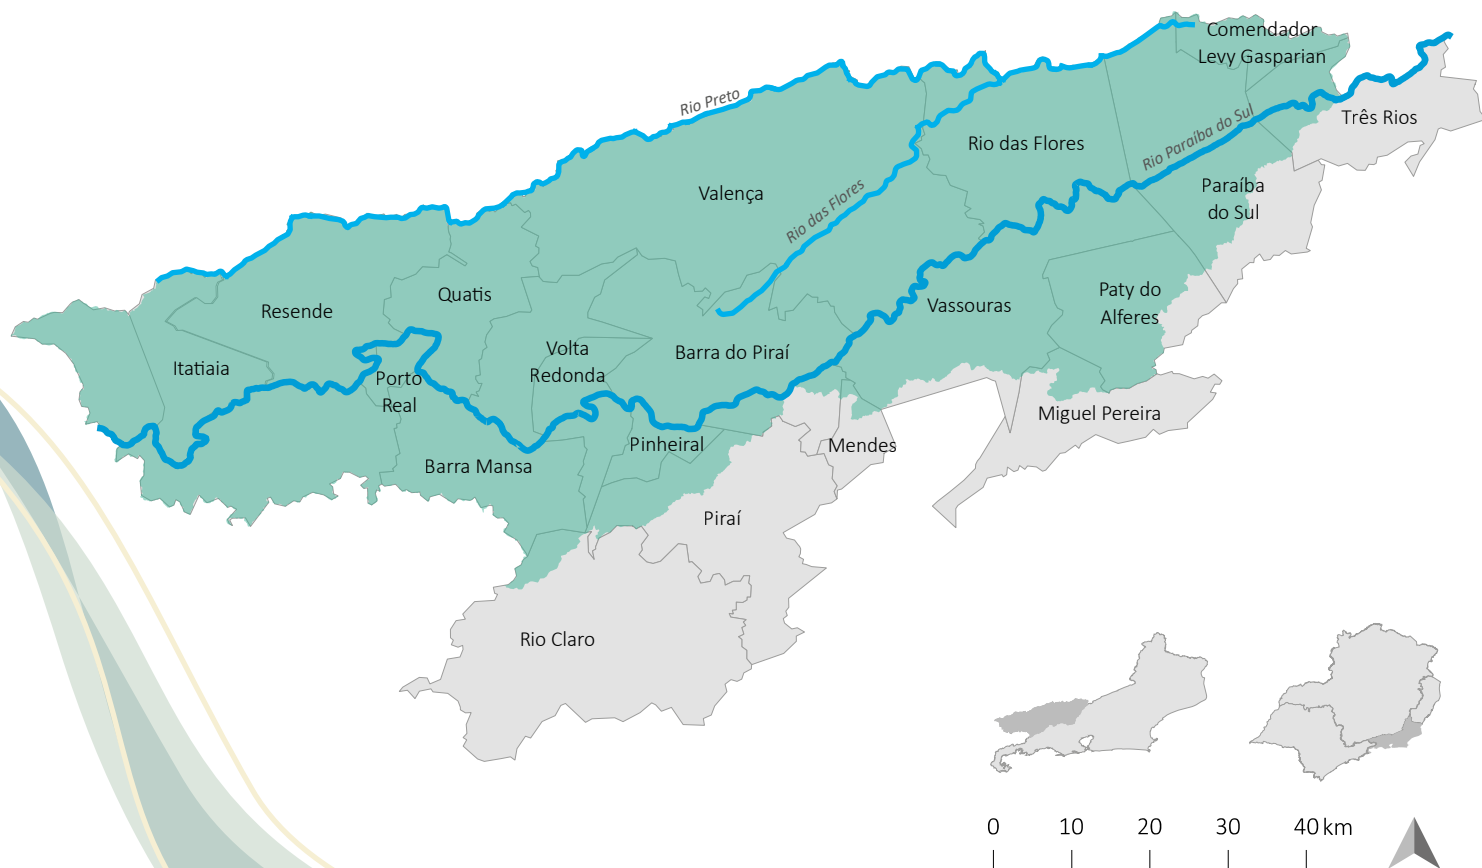 Comendador
Levy Gasparian
Três Rios
Rio Preto
Rio Paraíba do Sul
Rio das Flores
Valença
Paraíba
do Sul
Rio das Flores
Quatis
Resende
Vassouras
Paty do
Alferes
Volta
Redonda
Barra do Piraí
Itatiaia
Porto
Real
Miguel Pereira
Pinheiral
Mendes
Barra Mansa
Piraí
Rio Claro
0 10 20 30 40 km